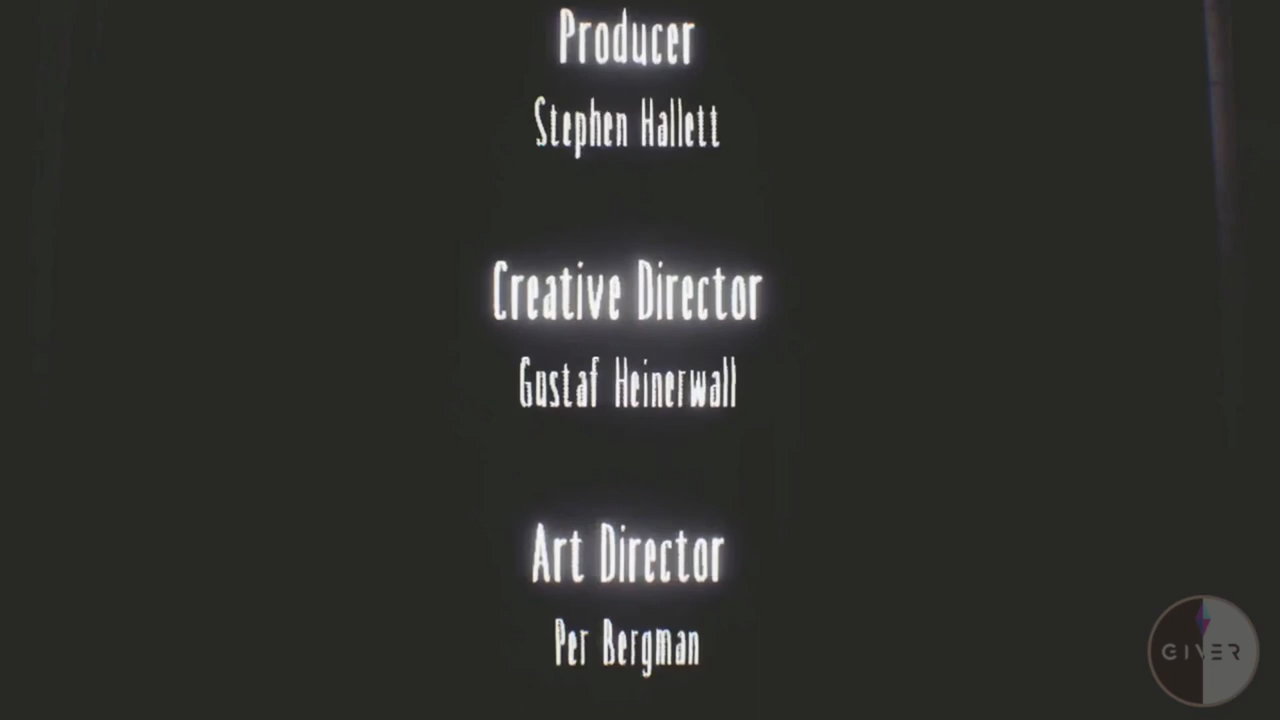 Producer
Stephen Hallett
Creative Director
Gustaf Heinerwall
Art Director
Per Bergman
GIVER